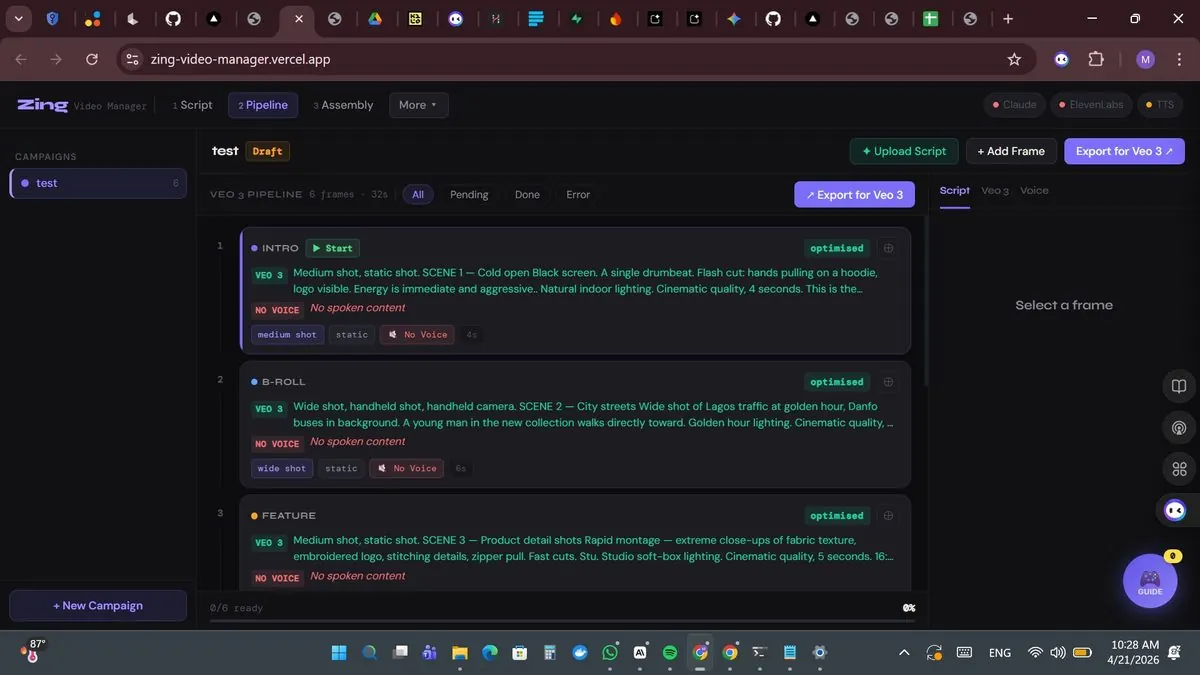 zing-video-manager.vercel.app
M
Zing Video Manager
1 Script
2 Pipeline
3 Assembly
More
Claude
ElevenLabs
TTS
CAMPAIGNS
test 6
+ New Campaign
test Draft
✦ Upload Script
+ Add Frame
Export for Veo 3 ↗
VEO 3 PIPELINE 6 frames · 32s
All
Pending
Done
Error
↗ Export for Veo 3
1
INTRO
▶ Start
optimised
VEO 3 Medium shot, static shot. SCENE 1 — Cold open Black screen. A single drumbeat. Flash cut: hands pulling on a hoodie,
logo visible. Energy is immediate and aggressive.. Natural indoor lighting. Cinematic quality, 4 seconds. This is the...
NO VOICE No spoken content
medium shot static No Voice 4s
2
B-ROLL
optimised
VEO 3 Wide shot, handheld shot, handheld camera. SCENE 2 — City streets Wide shot of Lagos traffic at golden hour, Danfo
buses in background. A young man in the new collection walks directly toward. Golden hour lighting. Cinematic quality, ...
NO VOICE No spoken content
wide shot static No Voice 6s
3
FEATURE
optimised
VEO 3 Medium shot, static shot. SCENE 3 — Product detail shots Rapid montage — extreme close-ups of fabric texture,
embroidered logo, stitching details, zipper pull. Fast cuts. Stu. Studio soft-box lighting. Cinematic quality, 5 seconds. 16:...
NO VOICE No spoken content
0/6 ready
0%
Script
Veo 3
Voice
Select a frame
0
GUIDE
87°
ENG
10:28 AM
4/21/2026